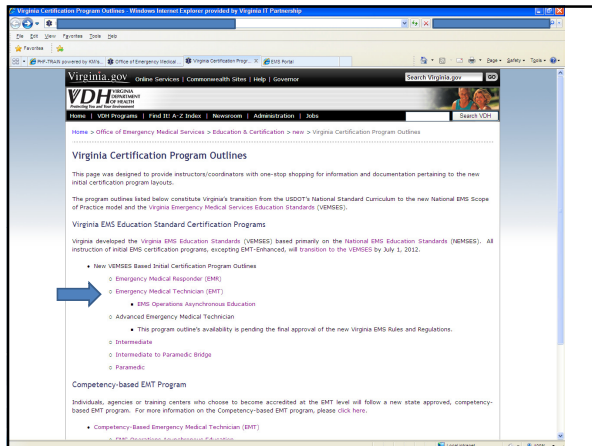 Virginia Certification Program Outlines - Windows Internet Explorer provided by Virginia IT Partnership
File Edit View Favorites Tools Help
Favorites
PHP-TRAIN powered by KMi's... Office of Emergency Medical ... Virginia Certification Progr... X EMS Portal
Page Safety Tools
Virginia.gov Online Services | Commonwealth Sites | Help | Governor Search Virginia.gov GO
VDH VIRGINIA DEPARTMENT OF HEALTH
Protecting You and Your Environment
Home | VDH Programs | Find It! A-Z Index | Newsroom | Administration | Jobs Search VDH
Home > Office of Emergency Medical Services > Education & Certification > new > Virginia Certification Program Outlines
Virginia Certification Program Outlines
This page was designed to provide instructors/coordinators with one-stop shopping for information and documentation pertaining to the new
initial certification program layouts.
The program outlines listed below constitute Virginia's transition from the USDOT's National Standard Curriculum to the new National EMS Scope
of Practice model and the Virginia Emergency Medical Services Education Standards (VEMSES).
Virginia EMS Education Standard Certification Programs
Virginia developed the Virginia EMS Education Standards (VEMSES) based primarily on the National EMS Education Standards (NEMSES). All
instruction of initial EMS certification programs, excepting EMT-Enhanced, will transition to the VEMSES by July 1, 2012.
New VEMSES Based Initial Certification Program Outlines
Emergency Medical Responder (EMR)
Emergency Medical Technician (EMT)
EMS Operations Asynchronous Education
Advanced Emergency Medical Technician
This program outline's availability is pending the final approval of the new Virginia EMS Rules and Regulations.
Intermediate
Intermediate to Paramedic Bridge
Paramedic
Competency-based EMT Program
Individuals, agencies or training centers who choose to become accredited at the EMT level will follow a new state approved, competency-
based EMT program. For more information on the Competency-based EMT program, please click here.
Competency-Based Emergency Medical Technician (EMT)
EMS Operations Asynchronous Education
Local intranet